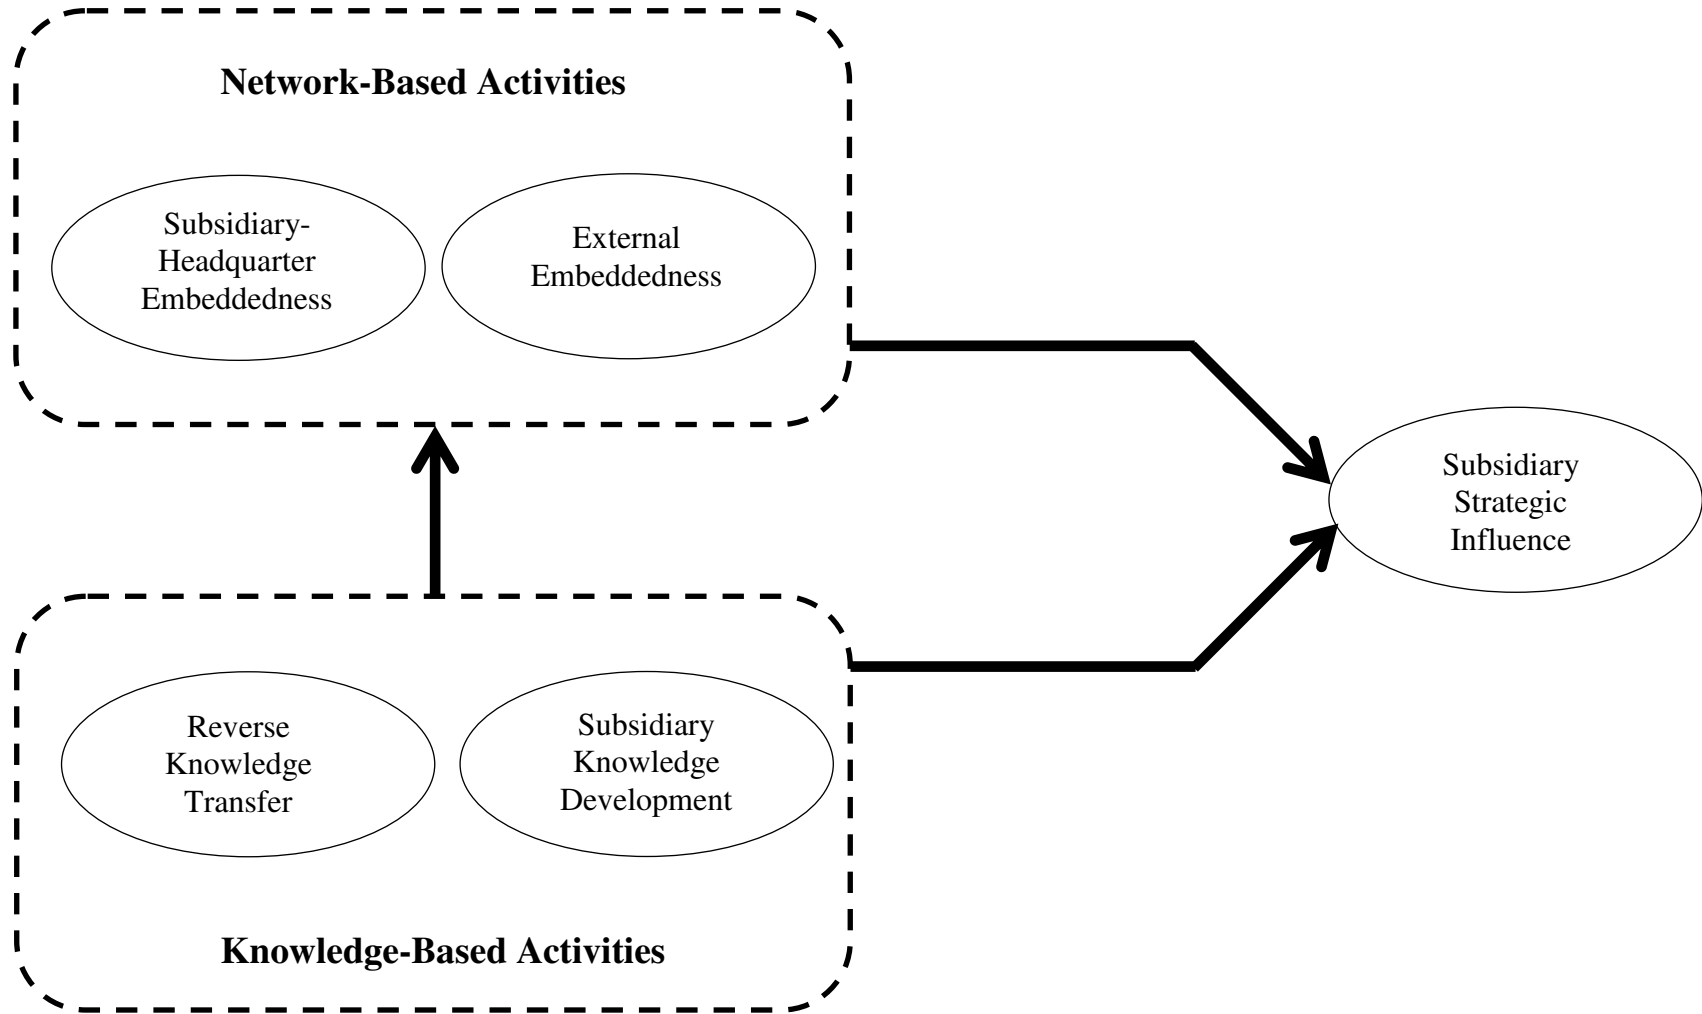 Network-Based Activities
Subsidiary-
Headquarter
Embeddedness
External
Embeddedness
Subsidiary
Strategic
Influence
Reverse
Knowledge
Transfer
Subsidiary
Knowledge
Development
Knowledge-Based Activities